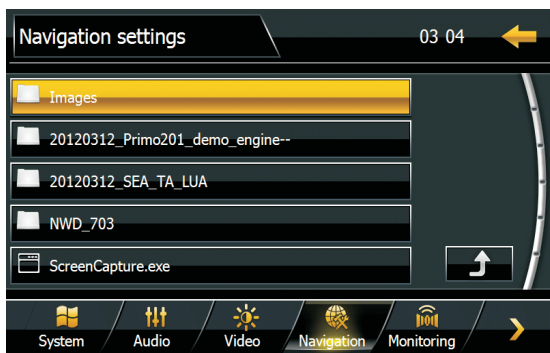 Navigation settings
03 04
Images
20120312_Primo201_demo_engine--
20120312_SEA_TA_LUA
NWD_703
ScreenCapture.exe
System Audio Video Navigation Monitoring